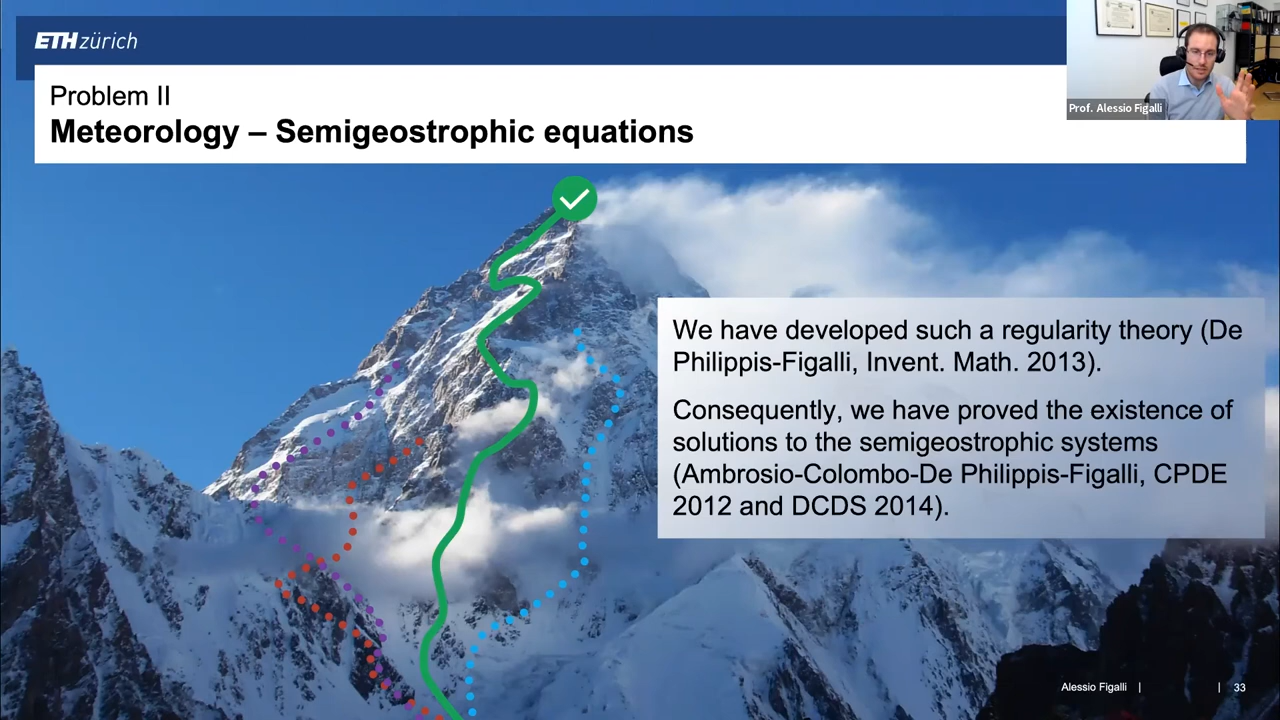 ETH zürich
Prof. Alessio Figalli
Problem II
Meteorology – Semigeostrophic equations
We have developed such a regularity theory (De
Philippis-Figalli, Invent. Math. 2013).
Consequently, we have proved the existence of
solutions to the semigeostrophic systems
(Ambrosio-Colombo-De Philippis-Figalli, CPDE
2012 and DCDS 2014).
Alessio Figalli | | 33